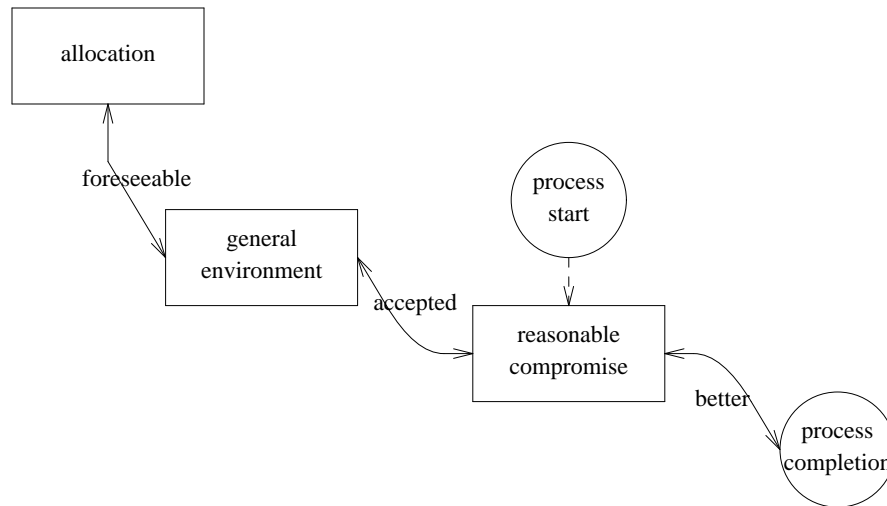 allocation
foreseeable
process
start
general
environment
accepted
reasonable
compromise
better
process
completion